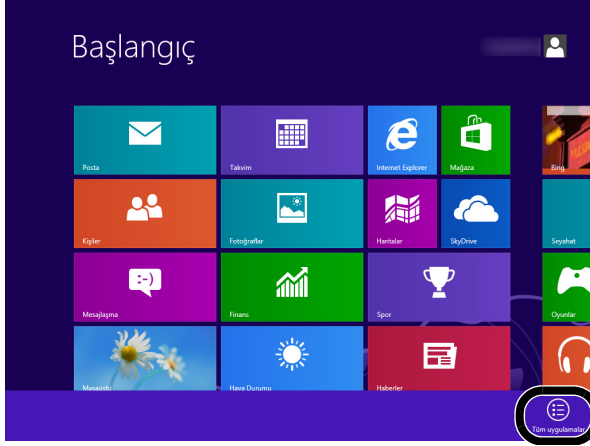 Başlangıç
Posta
Takvim
Internet Explorer
Mağaza
Bing
Kişiler
Fotoğraflar
Haritalar
SkyDrive
Seyahat
Mesajlaşma
Finans
Spor
Oyunlar
Masaüstü
Hava Durumu
Haberler
Tüm uygulamalar